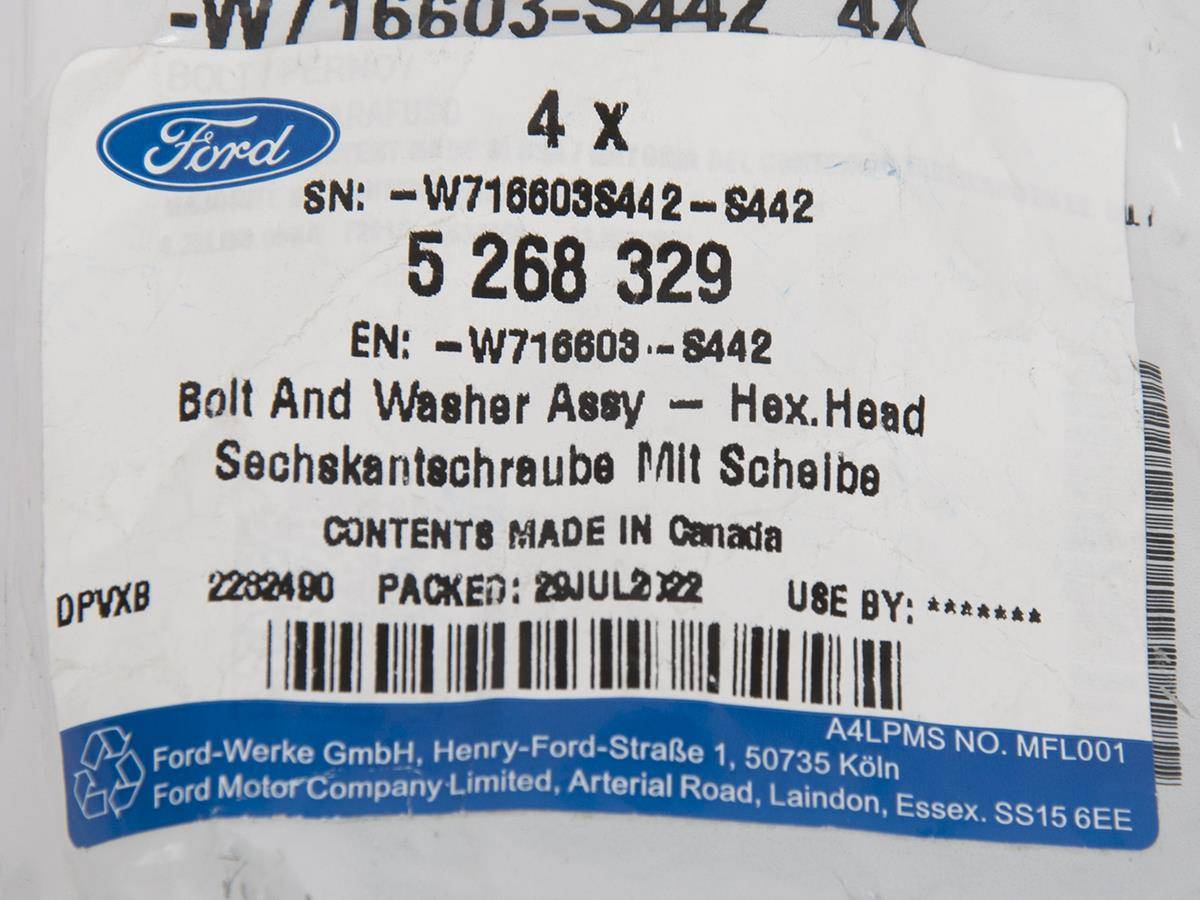 -W716603-S442 4X
Ford
4 X
SN: -W716603S442-S442
5 268 329
EN: -W716603 -S442
Bolt And Washer Assy - Hex.Head
Sechskantschraube Mit Scheibe
CONTENTS MADE IN Canada
DPVXB 2282490 PACKED: 29JUL2022 USE BY: *******
A4LPMS NO. MFL001
Ford-Werke GmbH, Henry-Ford-Straße 1, 50735 Köln
Ford Motor Company Limited, Arterial Road, Laindon, Essex. SS15 6EE